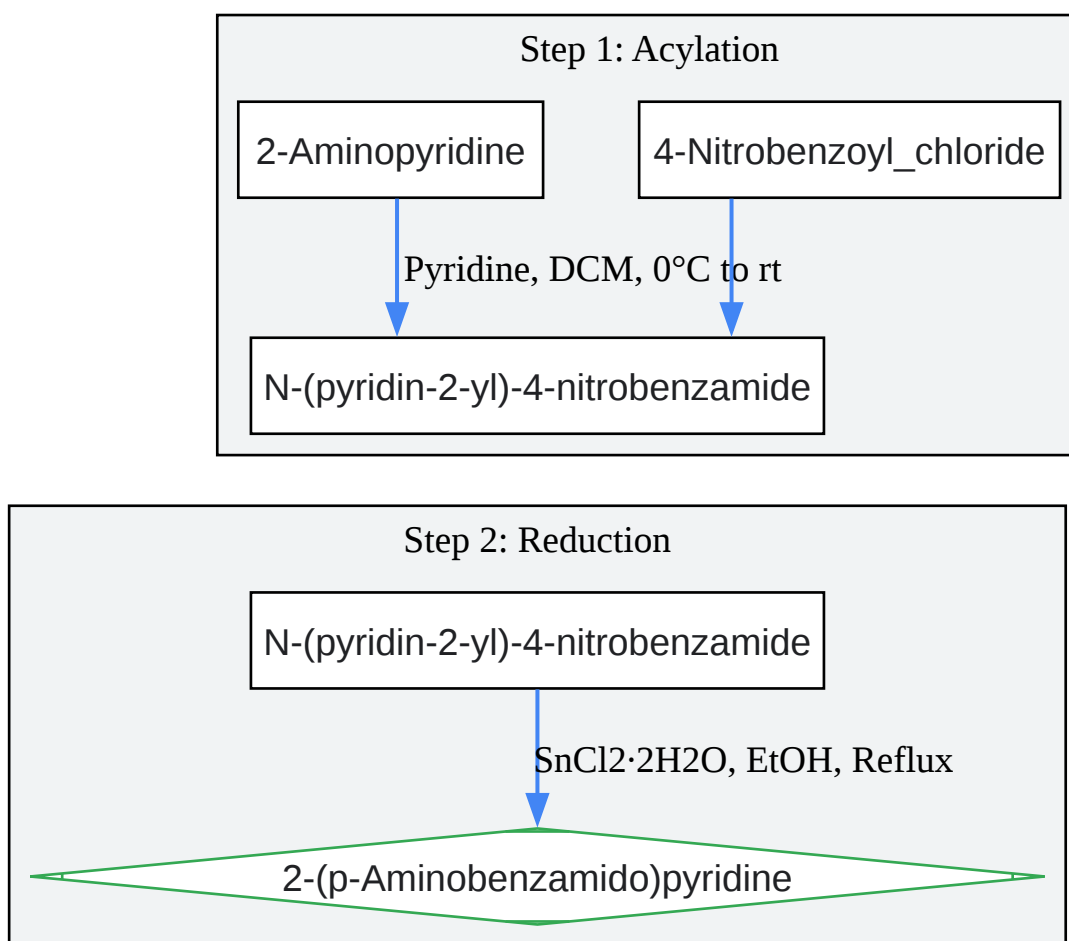 Step 1: Acylation
2-Aminopyridine
4-Nitrobenzoyl_chloride
Pyridine, DCM, 0°C to rt
N-(pyridin-2-yl)-4-nitrobenzamide
Step 2: Reduction
N-(pyridin-2-yl)-4-nitrobenzamide
SnCl2·2H2O, EtOH, Reflux
2-(p-Aminobenzamido)pyridine